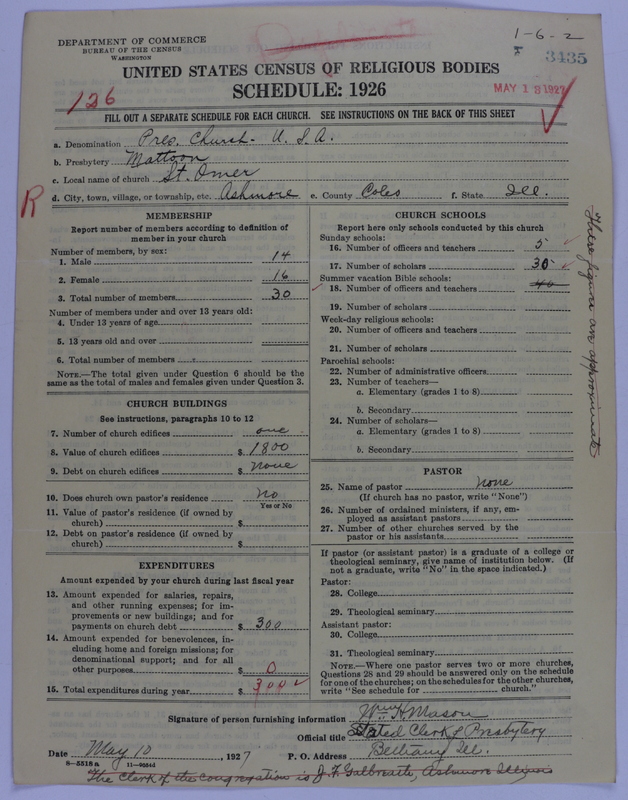 DEPARTMENT OF COMMERCE
BUREAU OF THE CENSUS
WASHINGTON
1-6-2
3435
UNITED STATES CENSUS OF RELIGIOUS BODIES
SCHEDULE: 1926
MAY 13 1927
126
FILL OUT A SEPARATE SCHEDULE FOR EACH CHURCH. SEE INSTRUCTIONS ON THE BACK OF THIS SHEET
a. Denomination Pres. Church - U.S.A.
b. Presbytery Mattoon
c. Local name of church St. Omer
d. City, town, village, or township, etc. Ashmore e. County Coles f. State Ill.
R
MEMBERSHIP
Report number of members according to definition of
member in your church
Number of members, by sex:
1. Male 14
2. Female 16
3. Total number of members 30
Number of members under and over 13 years old:
4. Under 13 years of age
5. 13 years old and over
6. Total number of members
NOTE.—The total given under Question 6 should be the
same as the total of males and females given under Question 3.
CHURCH BUILDINGS
See instructions, paragraphs 10 to 12
7. Number of church edifices one
8. Value of church edifices $ 1800
9. Debt on church edifices $ none
10. Does church own pastor's residence no
Yes or No
11. Value of pastor's residence (if owned by
church) $
12. Debt on pastor's residence (if owned by
church) $
EXPENDITURES
Amount expended by your church during last fiscal year
13. Amount expended for salaries, repairs,
and other running expenses; for im-
provements or new buildings; and for
payments on church debt $ 300
14. Amount expended for benevolences, in-
cluding home and foreign missions; for
denominational support; and for all
other purposes $ 0
15. Total expenditures during year $ 300
CHURCH SCHOOLS
Report here only schools conducted by this church
Sunday schools:
16. Number of officers and teachers 5
17. Number of scholars 35
Summer vacation Bible schools:
18. Number of officers and teachers 40
19. Number of scholars
Week-day religious schools:
20. Number of officers and teachers
21. Number of scholars
Parochial schools:
22. Number of administrative officers
23. Number of teachers—
a. Elementary (grades 1 to 8)
b. Secondary
24. Number of scholars—
a. Elementary (grades 1 to 8)
b. Secondary
These figures are approximate
PASTOR
25. Name of pastor none
(If church has no pastor, write "None")
26. Number of ordained ministers, if any, em-
ployed as assistant pastors
27. Number of other churches served by the
pastor or his assistants
If pastor (or assistant pastor) is a graduate of a college or
theological seminary, give name of institution below. (If
not a graduate, write "No" in the space indicated.)
Pastor:
28. College
29. Theological seminary
Assistant pastor:
30. College
31. Theological seminary
NOTE.—Where one pastor serves two or more churches,
Questions 28 and 29 should be answered only on the schedule
for one of the churches; on the schedules for the other churches,
write "See schedule for church."
Signature of person furnishing information Wm H Mason
Official title Stated Clerk of Presbytery
Date May 10, 1927 P. O. Address Bethany Ill.
8-5518a 11-9034d
The Clerk of the Congregation is J. F. Galbreath, Ashmore Illinois